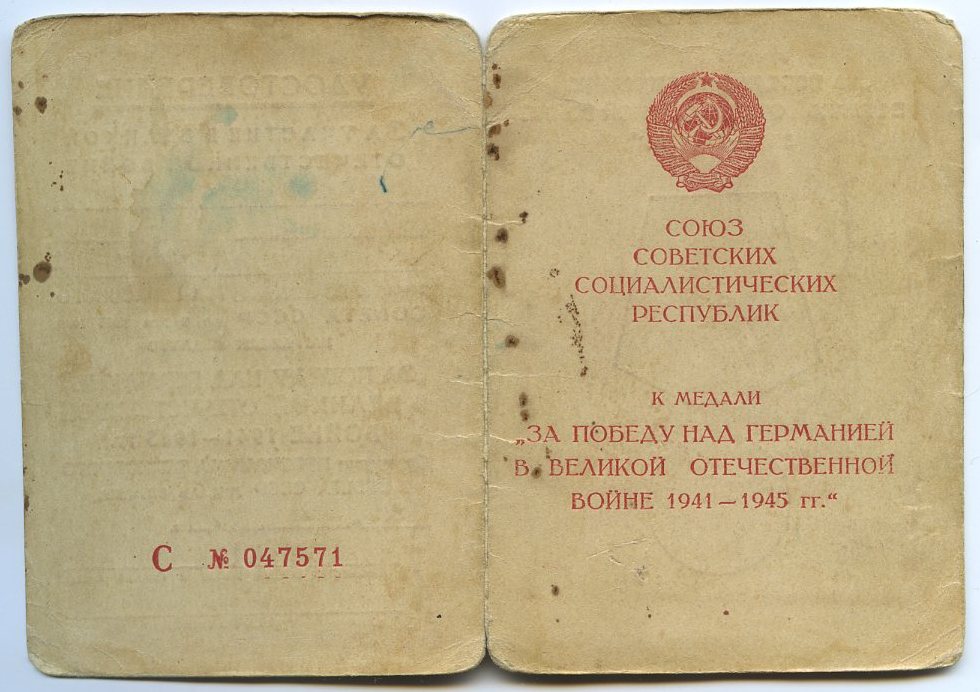 С № 047571
СОЮЗ
СОВЕТСКИХ
СОЦИАЛИСТИЧЕСКИХ
РЕСПУБЛИК
К МЕДАЛИ
„ЗА ПОБЕДУ НАД ГЕРМАНИЕЙ
В ВЕЛИКОЙ ОТЕЧЕСТВЕННОЙ
ВОЙНЕ 1941 — 1945 гг.“